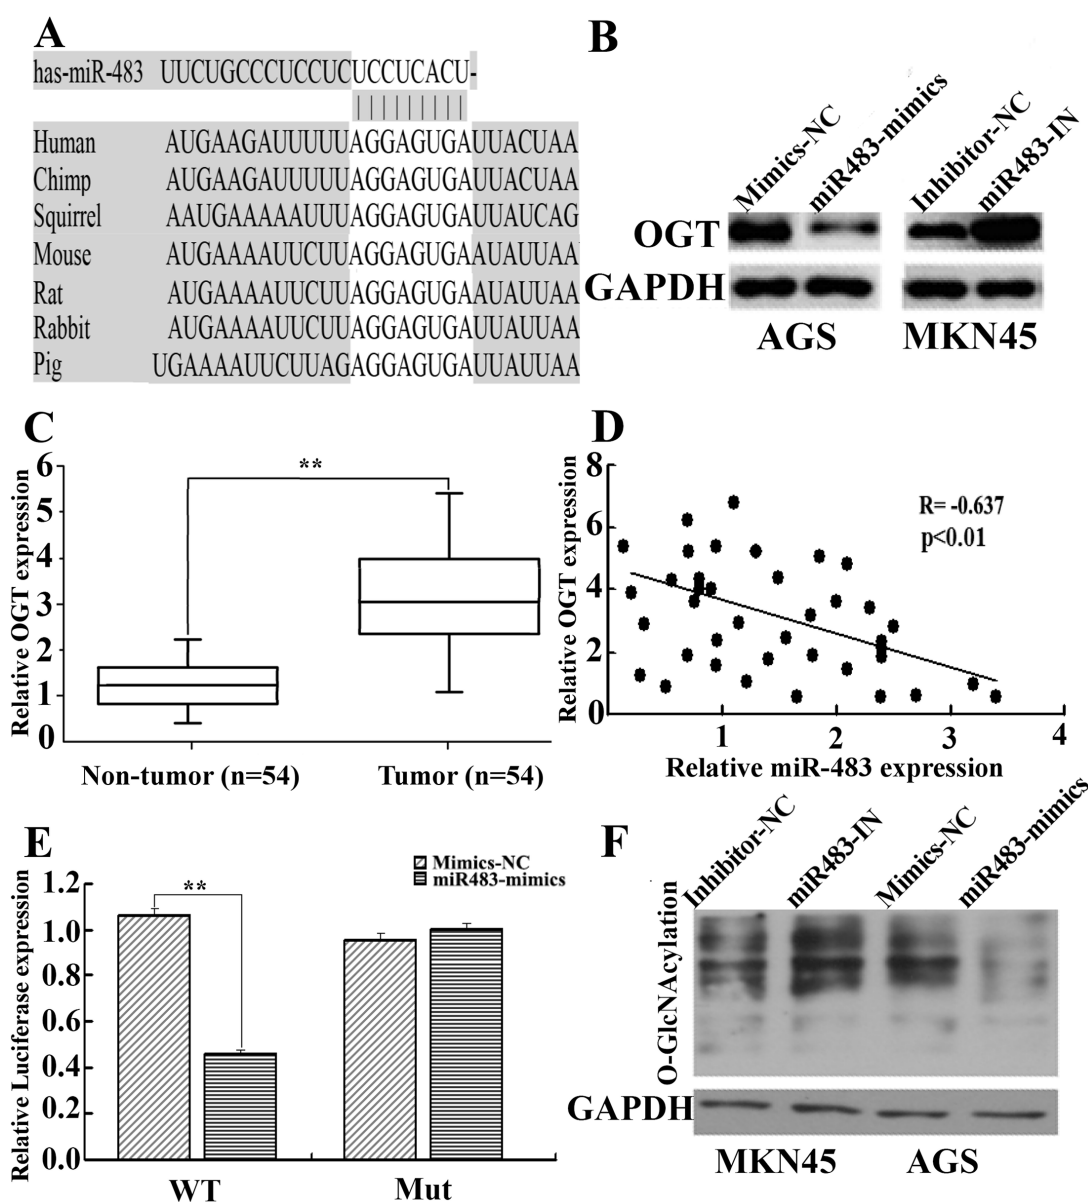 A
has-miR-483 UUCUGCCCUCCUCUCCUCACU-
Human AUGAAGAUUUUUAGGAGUGAUUACUAA
Chimp AUGAAGAUUUUUAGGAGUGAUUACUAA
Squirrel AAUGAAAAAUUUAGGAGUGAUUAUCAG
Mouse AUGAAAAUUCUUAGGAGUGAAUAUUAA
Rat AUGAAAAUUCUUAGGAGUGAAUAUUAA
Rabbit AUGAAAAUUCUUAGGAGUGAUUAUUAA
Pig UGAAAAUUCUUAGAGGAGUGAUUAUUAA
B
Mimics-NC miR483-mimics Inhibitor-NC miR483-IN
OGT
GAPDH
AGS MKN45
C
Relative OGT expression
6
5
4
3
2
1
0
**
Non-tumor (n=54) Tumor (n=54)
D
Relative OGT expression
8
6
4
2
0
R= -0.637
p<0.01
1 2 3 4
Relative miR-483 expression
E
Mimics-NC
miR483-mimics
Relative Luciferase expression
1.2
1.0
0.8
0.6
0.4
0.2
0.0
**
WT Mut
F
Inhibitor-NC miR483-IN Mimics-NC miR483-mimics
O-GlcNAcylation
GAPDH
MKN45 AGS